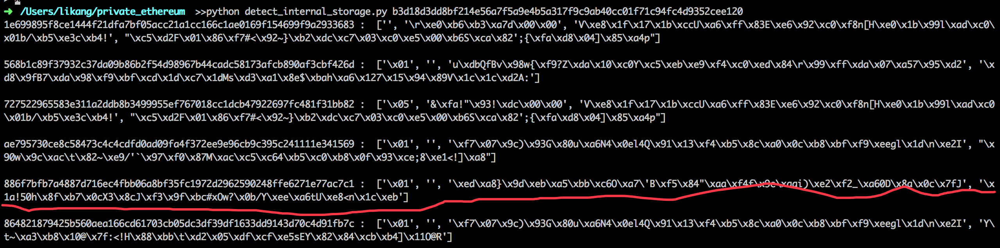 ➜  /Users/likang/private_ethereum  >>python detect_internal_storage.py b3d18d3dd8bf214e56a7f5a9e4b5a317f9c9ab40cc01f71c94fc4d9352cee120
1e699895f8ce1444f21dfa7bf05acc21a1cc166c1ae0169f154699f9a2933683 :  ['', '\r\xe0\xb6\xb3\xa7d\x00\x00', 'V\xe8\x1f\x17\x1b\xccU\xa6\xff\x83E\xe6\x92\xc0\xf8n[H\xe0\x1b\x99l\xad\xc0\
x01b/\xb5\xe3c\xb4!', "\xc5\xd2F\x01\x86\xf7#<\x92~}\xb2\xdc\xc7\x03\xc0\xe5\x00\xb6S\xca\x82';{\xfa\xd8\x04]\x85\xa4p"]
568b1c89f37932c37da09b86b2f54d98967b44cadc58173afcb890af3cbf426d :  ['\x01', '', 'u\xdbQfBv\x98w{\xf9?Z\xda\x10\xc0Y\xc5\xeb\xe9\xf4\xc0\xed\x84\r\x99\xff\xda\x07\xa57\x95\xd2', '\x
d8\x9fB7\xda\x98\xf9\xbf\xcd\x1d\xc7\x1dMs\xd3\xa1\x8e$\xbah\xa6\x127\x15\x94\x89V\x1c\x1c\xd2A:']
727522965583e311a2ddb8b3499955ef767018cc1dcb47922697fc481f31bb82 :  ['\x05', '&\xfa!"\x93!\xdc\x00\x00', 'V\xe8\x1f\x17\x1b\xccU\xa6\xff\x83E\xe6\x92\xc0\xf8n[H\xe0\x1b\x99l\xad\xc0
\x01b/\xb5\xe3c\xb4!', "\xc5\xd2F\x01\x86\xf7#<\x92~}\xb2\xdc\xc7\x03\xc0\xe5\x00\xb6S\xca\x82';{\xfa\xd8\x04]\x85\xa4p"]
ae795730ce8c58473c4c4cdfd0ad09fa4f372ee9e96cb9c395c241111e341569 :  ['\x01', '', '\xf7\x07\x9c)\x93G\x80u\xa6N4\x0el4Q\x91\x13\xf4\xb5\x8c\xa0\x0c\xb8\xbf\xf9\xeegl\x1d\n\xe2I', "\x
90w\x9c\xac\t\x82~\xe9/'`\x97\xf0\x87M\xac\xc5\xc64\xb5\xc0\xb8\x0f\x93\xce;8\xe1<!]\xa8"]
886f7bfb7a4887d716ec4fbb06a8bf35fc1972d2962590248ffe6271e77ac7c1 :  ['\x01', '', '\xed\xa8}\x9d\xeb\xa5\xbb\xc6O\xa7\'B\xf5\x84"\xaa\xf4f\x9e\xaai)\xe2\xf2_\xa60D\x8a\x0c\x7fJ', '\x
1a!50h\x8f\xb7\x0cX3\x8cJ\xf3\x9f\xbc#xOw?\x0b/Y\xee\xa6tU\xe8<n\x1c\xeb']
864821879425b560aea166cd61703cb05dc3df39df1633dd9143d70c4d91fb7c :  ['\x01', '', '\xf7\x07\x9c)\x93G\x80u\xa6N4\x0el4Q\x91\x13\xf4\xb5\x8c\xa0\x0c\xb8\xbf\xf9\xeegl\x1d\n\xe2I', 'Y\
t~\xa3\xb8\x10@\x7f:<!H\x88\xbb\t\xd2\x05\xdf\xcf\xe5sEY\x82\x84\xcb\xb4]\x11O@R']